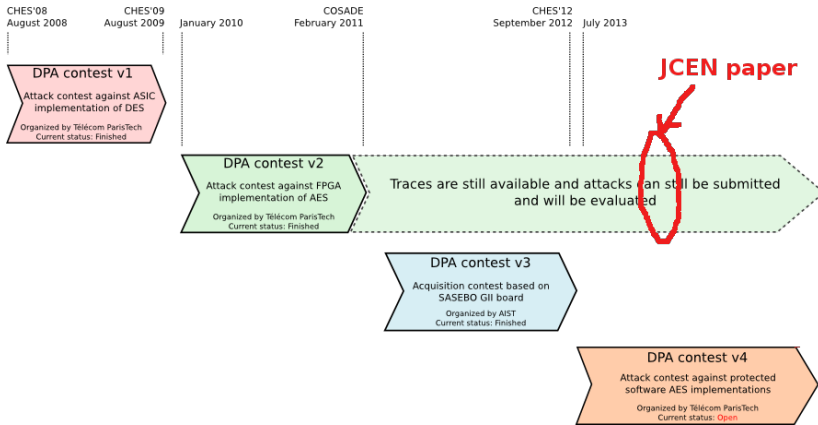 CHES'08
August 2008
CHES'09
August 2009
January 2010
COSADE
February 2011
CHES'12
September 2012
July 2013
JCEN paper
DPA contest v1
Attack contest against ASIC
implementation of DES
Organized by Télécom ParisTech
Current status: Finished
DPA contest v2
Attack contest against FPGA
implementation of AES
Organized by Télécom ParisTech
Current status: Finished
Traces are still available and attacks can still be submitted
and will be evaluated
DPA contest v3
Acquisition contest based on
SASEBO GII board
Organized by AIST
Current status: Finished
DPA contest v4
Attack contest against protected
software AES implementations
Organized by Télécom ParisTech
Current status: Open